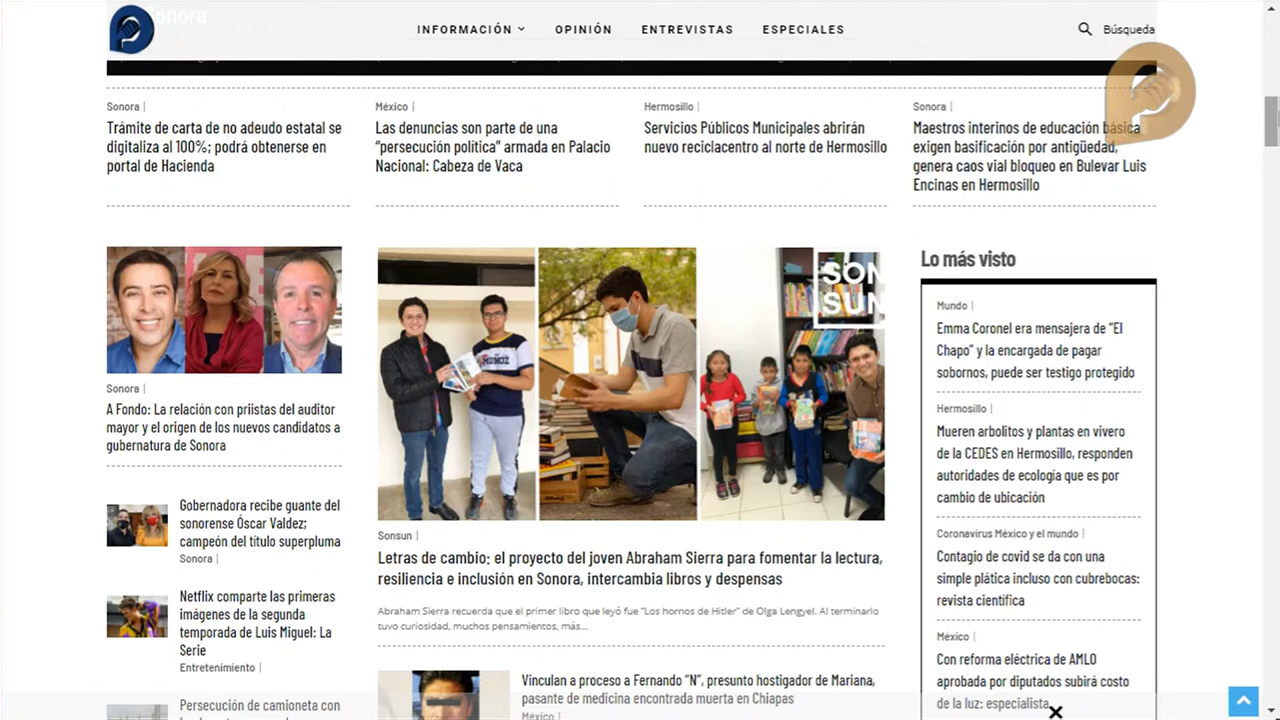 Sonora
INFORMACIÓN
OPINIÓN
ENTREVISTAS
ESPECIALES
Búsqueda
Sonora
Trámite de carta de no adeudo estatal se
digitaliza al 100%; podrá obtenerse en
portal de Hacienda
México
Las denuncias son parte de una
“persecución política” armada en Palacio
Nacional: Cabeza de Vaca
Hermosillo
Servicios Públicos Municipales abrirán
nuevo reciclacentro al norte de Hermosillo
Sonora
Maestros interinos de educación básica
exigen basificación por antigüedad,
genera caos vial bloqueo en Bulevar Luis
Encinas en Hermosillo
Sonora
A Fondo: La relación con priistas del auditor
mayor y el origen de los nuevos candidatos a
gubernatura de Sonora
Gobernadora recibe guante del
sonorense Óscar Valdez;
campeón del título superpluma
Sonora
Netflix comparte las primeras
imágenes de la segunda
temporada de Luis Miguel: La
Serie
Entretenimiento
Persecución de camioneta con
SON
SUN
MUÑOZ
Sonsun
Letras de cambio: el proyecto del joven Abraham Sierra para fomentar la lectura,
resiliencia e inclusión en Sonora, intercambia libros y despensas
Abraham Sierra recuerda que el primer libro que leyó fue "Los hornos de Hitler" de Olga Lengyel. Al terminarlo
tuvo curiosidad, muchos pensamientos, más...
Vinculan a proceso a Fernando “N”, presunto hostigador de Mariana,
pasante de medicina encontrada muerta en Chiapas
México
Lo más visto
Mundo
Emma Coronel era mensajera de “El
Chapo” y la encargada de pagar
sobornos, puede ser testigo protegido
Hermosillo
Mueren arbolitos y plantas en vivero
de la CEDES en Hermosillo, responden
autoridades de ecología que es por
cambio de ubicación
Coronavirus México y el mundo
Contagio de covid se da con una
simple plática incluso con cubrebocas:
revista científica
México
Con reforma eléctrica de AMLO
aprobada por diputados subirá costo
de la luz: especialista